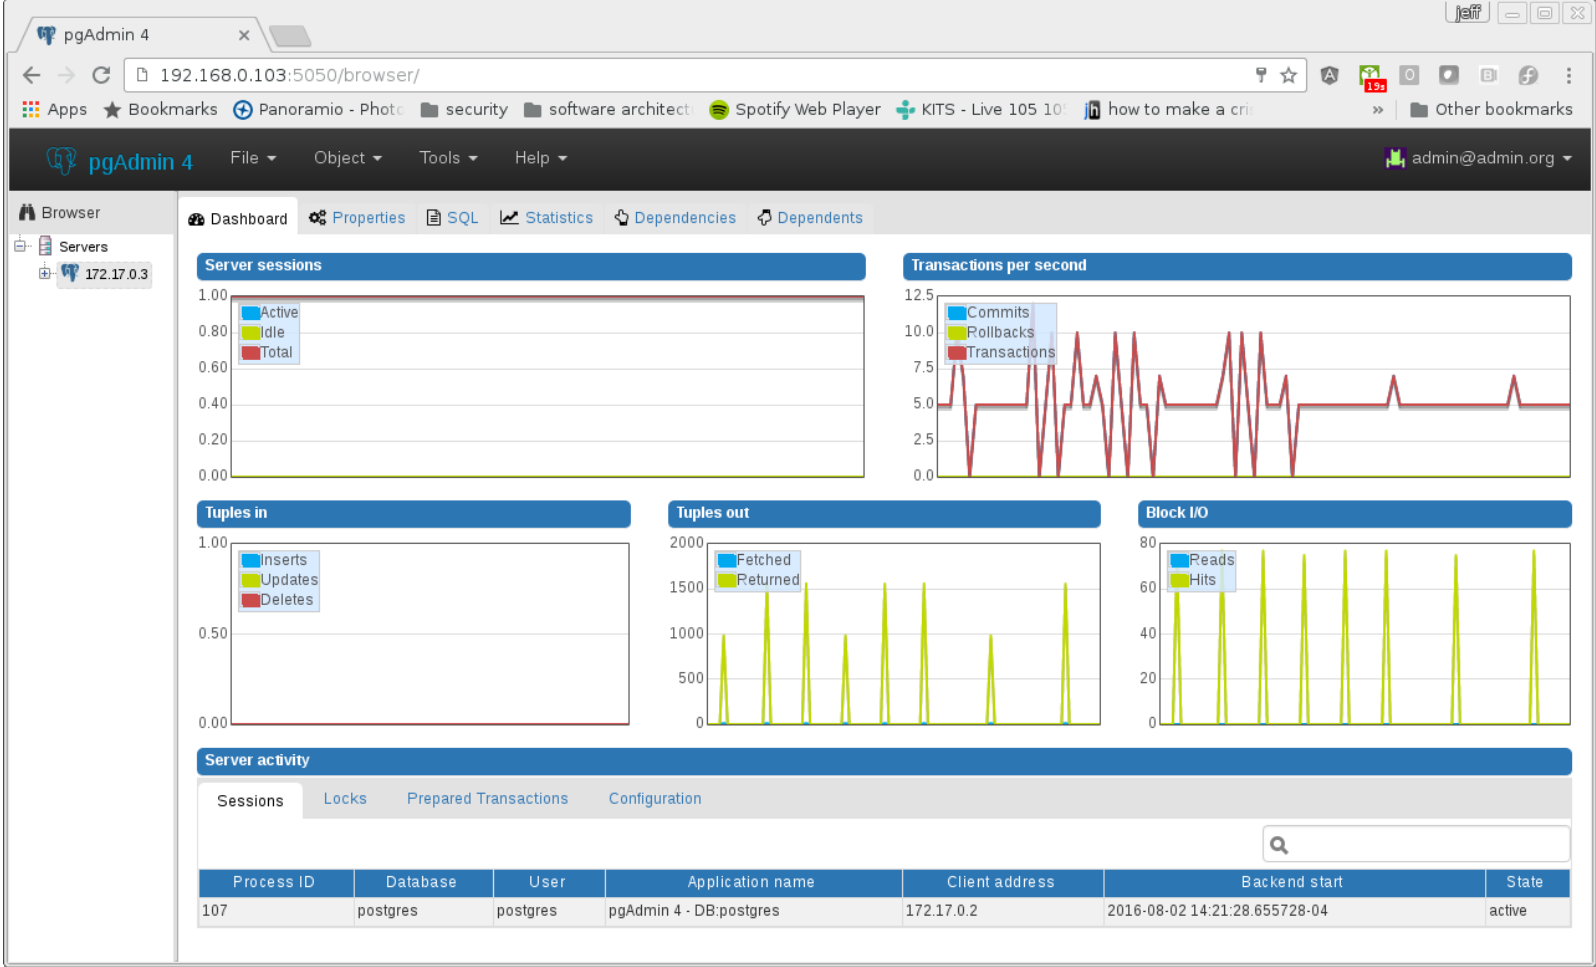 jeff
pgAdmin 4
192.168.0.103:5050/browser/
19s
Apps Bookmarks Panoramio - Photo security software architect Spotify Web Player KITS - Live 105 10 how to make a cri » Other bookmarks
pgAdmin 4 File Object Tools Help admin@admin.org
Browser
Dashboard Properties SQL Statistics Dependencies Dependents
Servers
172.17.0.3
Server sessions
1.00
0.80
0.60
0.40
0.20
0.00
Active
Idle
Total
Transactions per second
12.5
10.0
7.5
5.0
2.5
0.0
Commits
Rollbacks
Transactions
Tuples in
1.00
0.50
0.00
Inserts
Updates
Deletes
Tuples out
2000
1500
1000
500
0
Fetched
Returned
Block I/O
80
60
40
20
0
Reads
Hits
Server activity
Sessions Locks Prepared Transactions Configuration
Process ID Database User Application name Client address Backend start State
107 postgres postgres pgAdmin 4 - DB:postgres 172.17.0.2 2016-08-02 14:21:28.655728-04 active